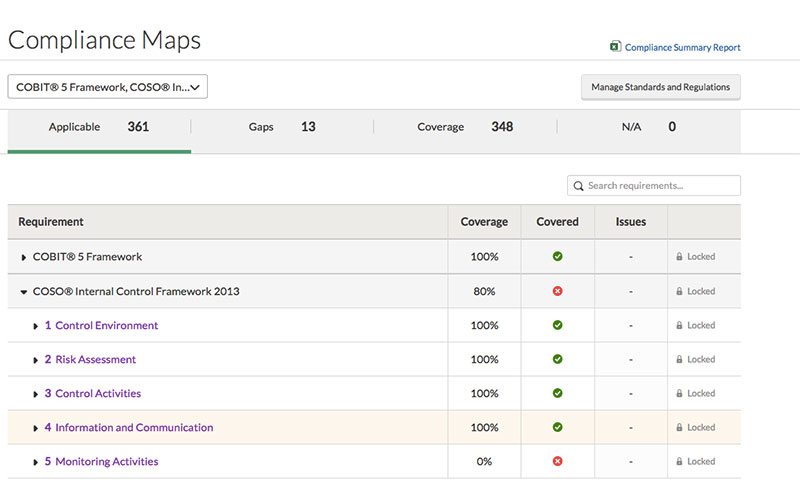 Compliance Maps
Compliance Summary Report
COBIT® 5 Framework, COSO® In...
Manage Standards and Regulations
Applicable 361 Gaps 13 Coverage 348 N/A 0
Search requirements...
Requirement Coverage Covered Issues
COBIT® 5 Framework 100% - Locked
COSO® Internal Control Framework 2013 80% - Locked
1 Control Environment 100% - Locked
2 Risk Assessment 100% - Locked
3 Control Activities 100% - Locked
4 Information and Communication 100% - Locked
5 Monitoring Activities 0% - Locked